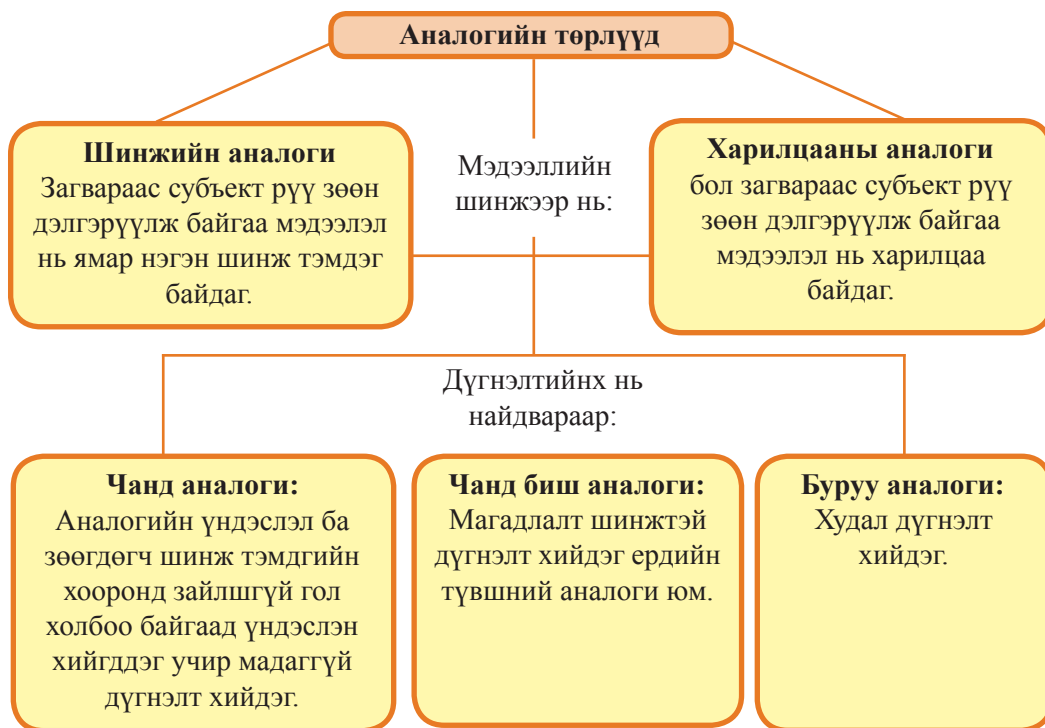 Аналогийн төрлүүд
Шинжийн аналоги
Загвараас субъект рүү зөөн
дэлгэрүүлж байгаа мэдээлэл
нь ямар нэгэн шинж тэмдэг
байдаг.
Мэдээллийн
шинжээр нь:
Харилцааны аналоги
бол загвараас субъект рүү
зөөн дэлгэрүүлж байгаа
мэдээлэл нь харилцаа
байдаг.
Дүгнэлтийнх нь
найдвараар:
Чанд аналоги:
Аналогийн үндэслэл ба
зөөгдөгч шинж тэмдгийн
хооронд зайлшгүй гол
холбоо байгаад үндэслэн
хийгддэг учир мадаггүй
дүгнэлт хийдэг.
Чанд биш аналоги:
Магадлалт шинжтэй
дүгнэлт хийдэг ердийн
түвшний аналоги юм.
Буруу аналоги:
Худал дүгнэлт
хийдэг.